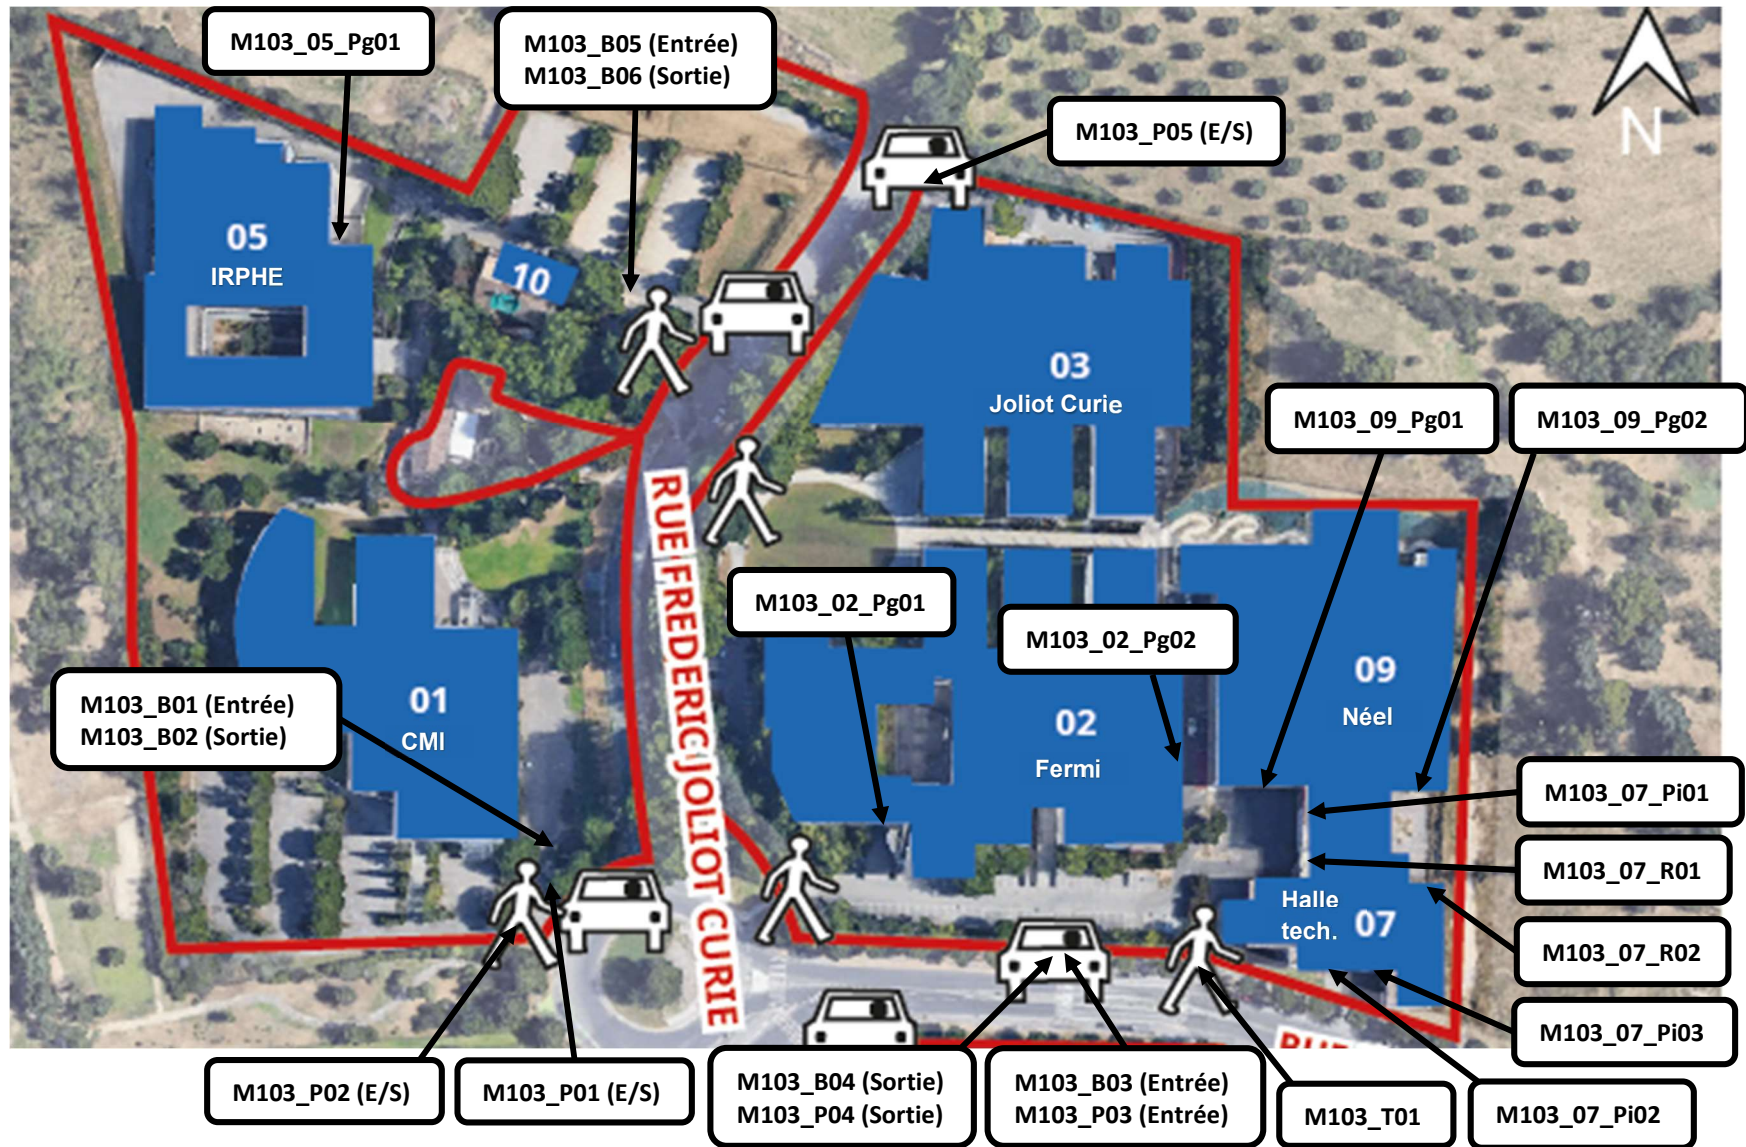 M103_05_Pg01
M103_B05 (Entrée)
M103_B06 (Sortie)
M103_P05 (E/S)
N
05
IRPHE
10
03
Joliot Curie
M103_09_Pg01
M103_09_Pg02
RUE FREDERIC JOLIOT CURIE
M103_02_Pg01
M103_02_Pg02
M103_B01 (Entrée)
M103_B02 (Sortie)
01
CMI
02
Fermi
09
Néel
M103_07_Pi01
M103_07_R01
Halle
tech.
07
M103_07_R02
M103_07_Pi03
M103_P02 (E/S)
M103_P01 (E/S)
M103_B04 (Sortie)
M103_P04 (Sortie)
M103_B03 (Entrée)
M103_P03 (Entrée)
M103_T01
M103_07_Pi02